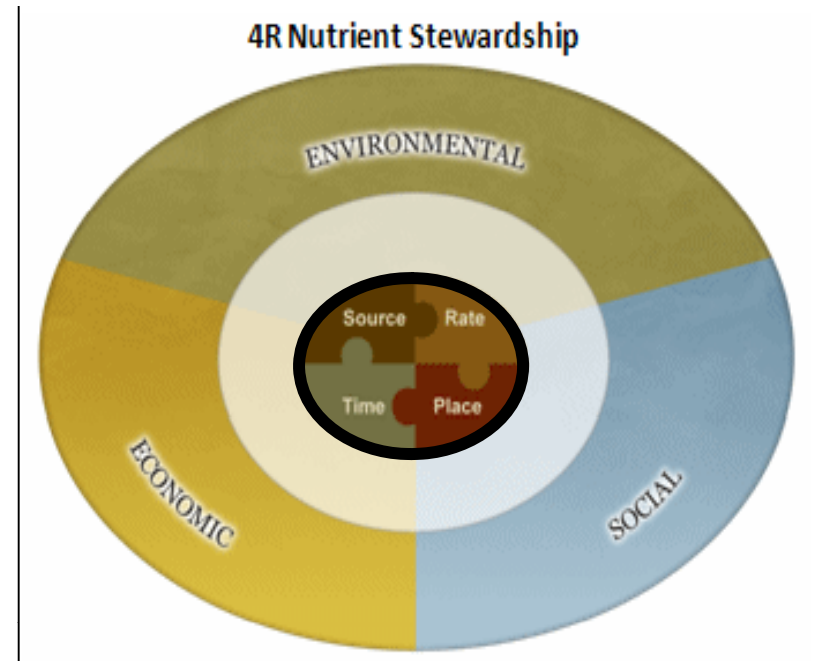 4R Nutrient Stewardship
ENVIRONMENTAL
Source
Rate
Time
Place
ECONOMIC
SOCIAL